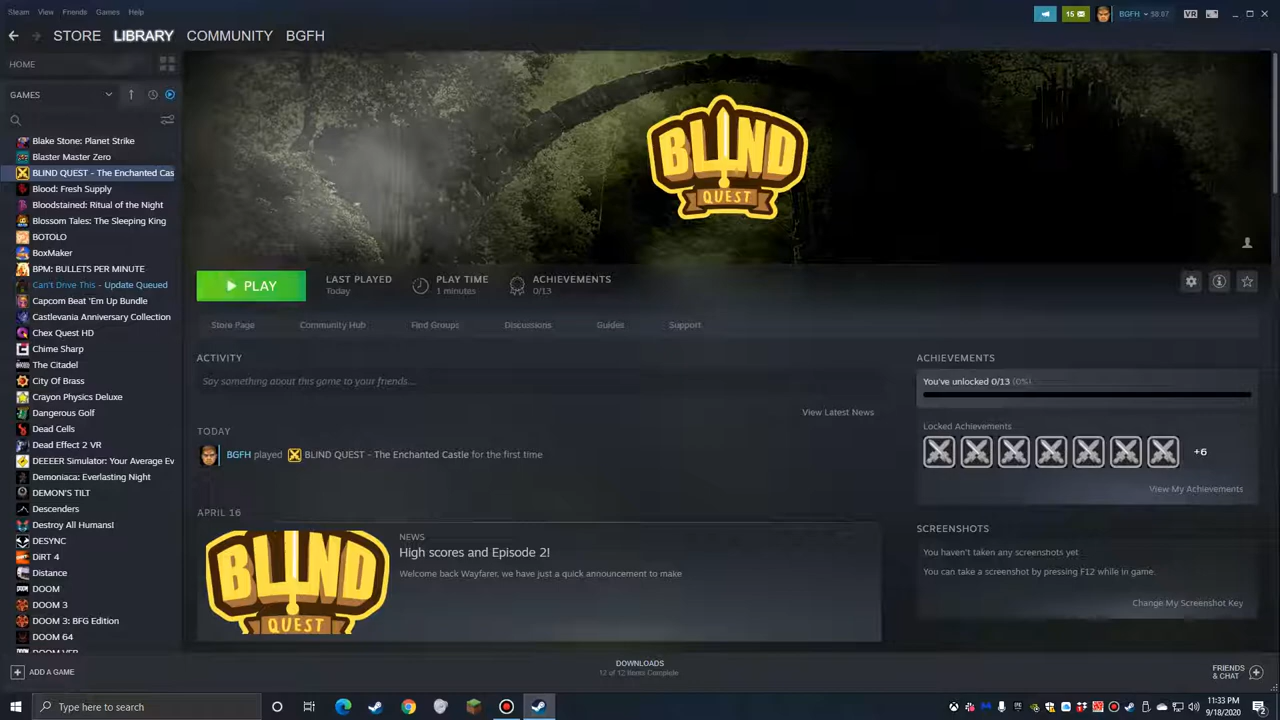 Steam View Friends Games Help
15 BGFH $8.87 VR
STORE LIBRARY COMMUNITY BGFH
HOME
GAMES
Blake Stone: Planet Strike
Blaster Master Zero
BLIND QUEST - The Enchanted Cas
Blood: Fresh Supply
Bloodstained: Ritual of the Night
Blossom Tales: The Sleeping King
BOTOLO
BoxMaker
BPM: BULLETS PER MINUTE
Can't Drive This - Update Queued
Capcom Beat 'Em Up Bundle
Castlevania Anniversary Collection
Chex Quest HD
Chime Sharp
The Citadel
City Of Brass
Crayon Physics Deluxe
Dangerous Golf
Dead Cells
Dead Effect 2 VR
DEEEER Simulator: Your Average Ev
Demoniaca: Everlasting Night
DEMON'S TILT
Descenders
Destroy All Humans!
DESYNC
DiRT 4
Distance
DOOM
DOOM 3
DOOM 3: BFG Edition
DOOM 64
ADD A GAME
BLIND
QUEST
PLAY
LAST PLAYED
Today
PLAY TIME
1 minutes
ACHIEVEMENTS
0/13
Store Page Community Hub Find Groups Discussions Guides Support
ACTIVITY
Say something about this game to your friends...
View Latest News
TODAY
BGFH played BLIND QUEST - The Enchanted Castle for the first time
APRIL 16
BLIND
QUEST
NEWS
High scores and Episode 2!
Welcome back Wayfarer, we have just a quick announcement to make
ACHIEVEMENTS
You've unlocked 0/13 (0%)
Locked Achievements
+6
View My Achievements
SCREENSHOTS
You haven't taken any screenshots yet
You can take a screenshot by pressing F12 while in game.
Change My Screenshot Key
DOWNLOADS
12 of 12 Items Complete
FRIENDS
& CHAT
Type here to search
11:33 PM
9/18/2020
2